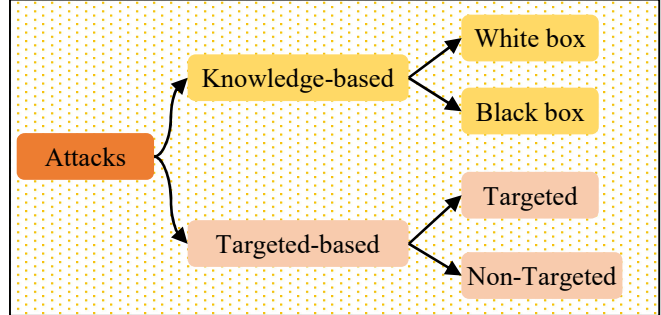 Attacks
Knowledge-based
White box
Black box
Targeted-based
Targeted
Non-Targeted